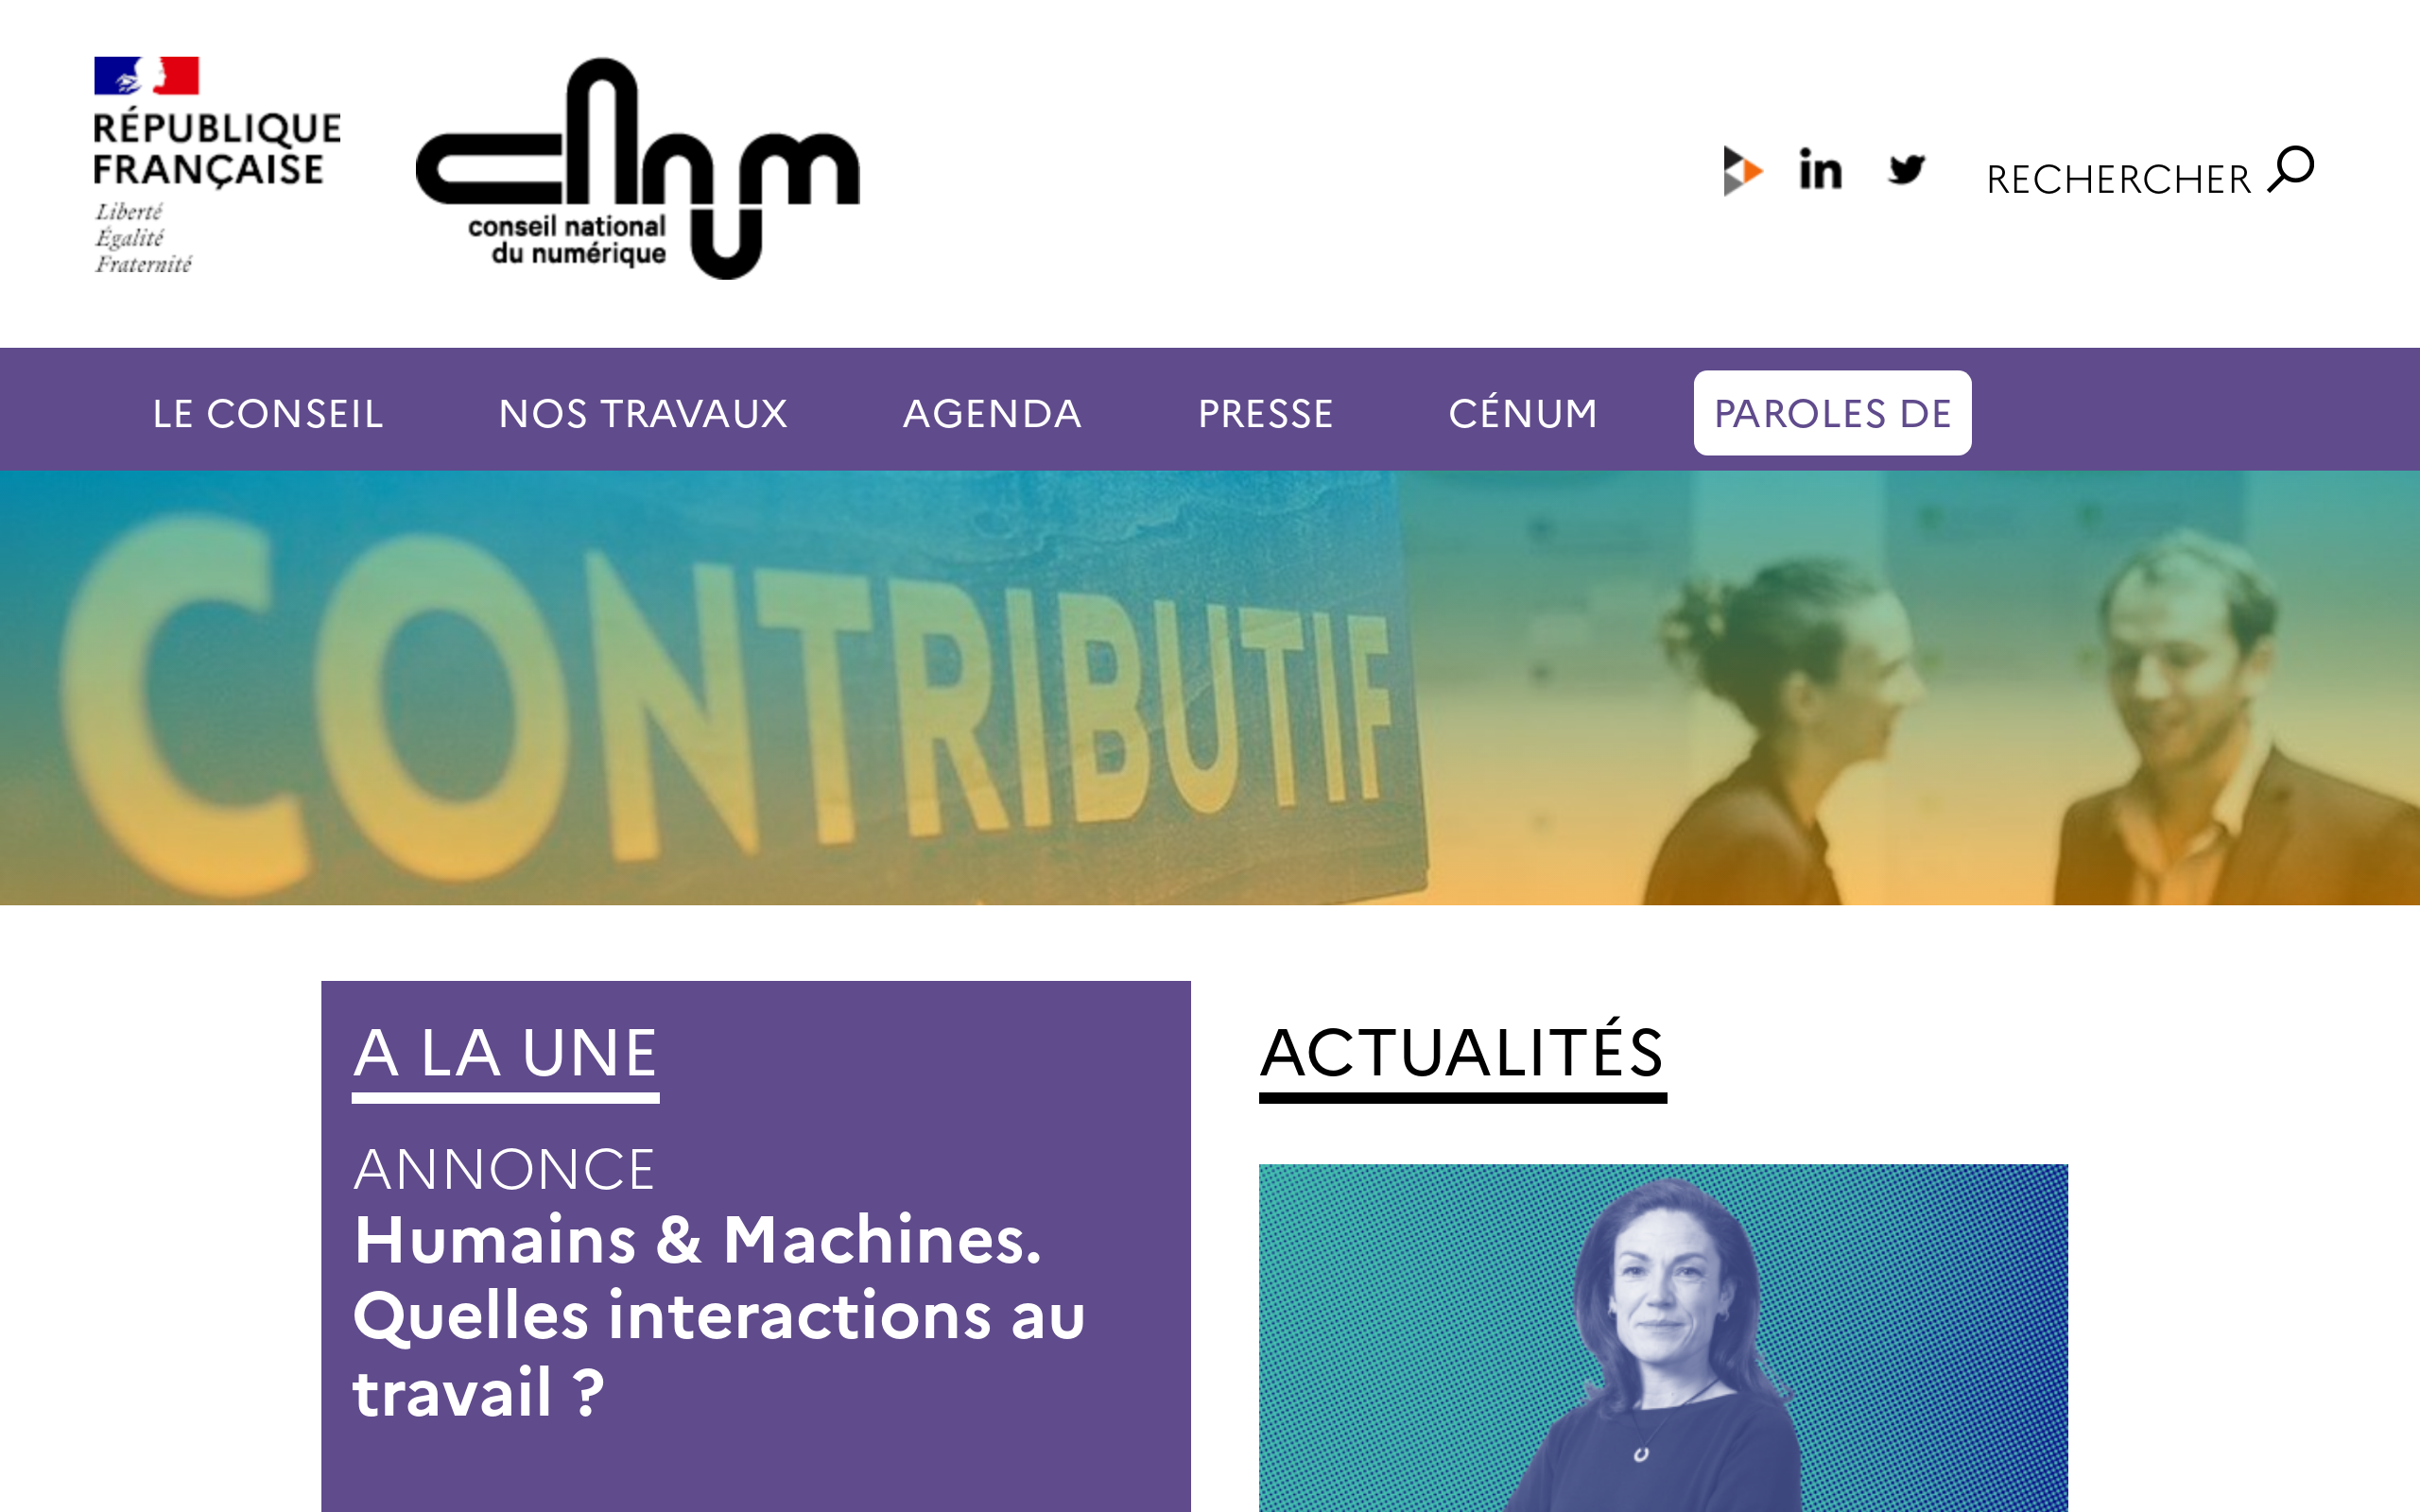 RÉPUBLIQUE
FRANÇAISE
Liberté
Égalité
Fraternité
cnnum
conseil national
du numérique
in
RECHERCHER
LE CONSEIL
NOS TRAVAUX
AGENDA
PRESSE
CÉNUM
PAROLES DE
CONTRIBUTIF
A LA UNE
ANNONCE
Humains & Machines.
Quelles interactions au
travail ?
ACTUALITÉS